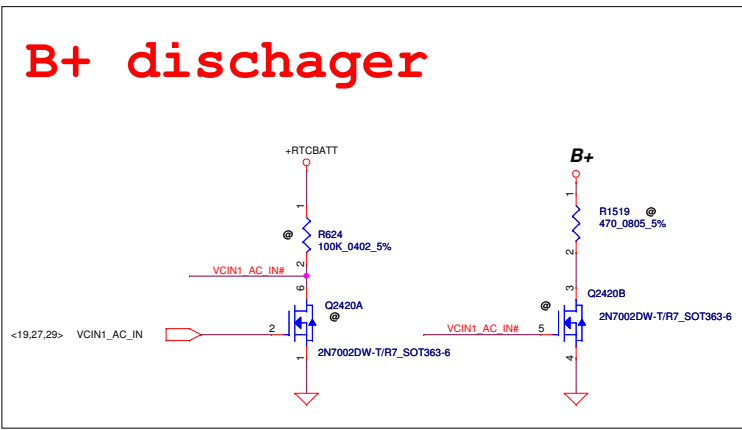 B+ dischager
+RTCBATT
1
@
R624
100K_0402_5%
2
VCIN1_AC_IN#
6
Q2420A
@
<19,27,29>
VCIN1_AC_IN
2
2N7002DW-T/R7_SOT363-6
1
B+
1
R1519
@
470_0805_5%
2
3
Q2420B
@
2N7002DW-T/R7_SOT363-6
VCIN1_AC_IN#
5
4